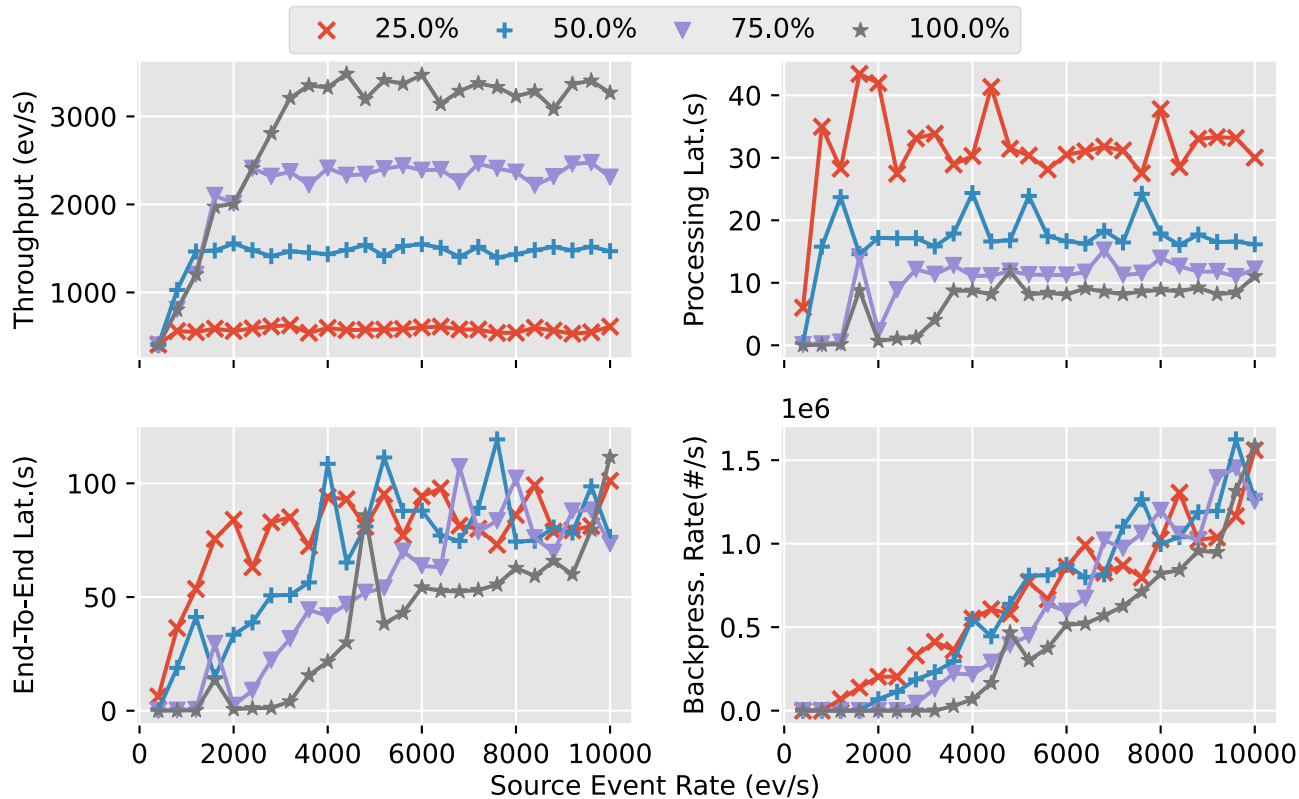 25.0% 50.0% 75.0% 100.0%
Throughput (ev/s)
3000
2000
1000
Processing Lat.(s)
40
30
20
10
0
End-To-End Lat.(s)
100
50
0
0 2000 4000 6000 8000 10000
1e6
Backpress. Rate(#/s)
1.5
1.0
0.5
0.0
0 2000 4000 6000 8000 10000
Source Event Rate (ev/s)